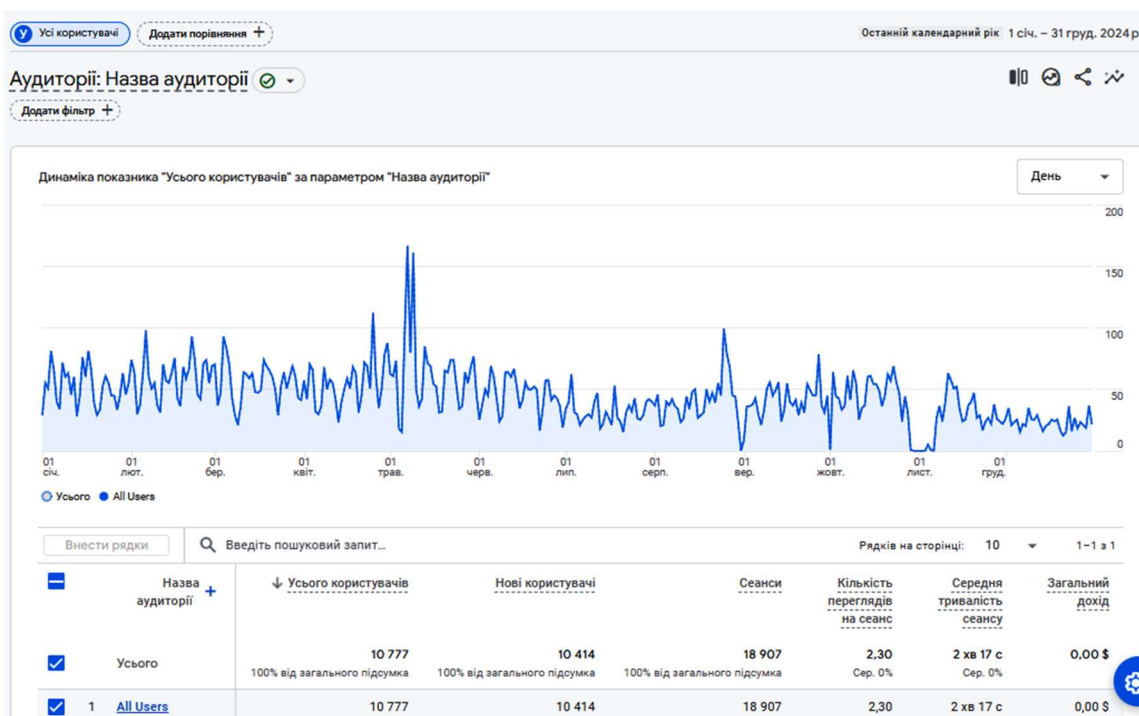 У Усі користувачі Додати порівняння + Останній календарний рік 1 січ. – 31 груд. 2024 р
Аудиторії: Назва аудиторії
Додати фільтр +
Динаміка показника "Усього користувачів" за параметром "Назва аудиторії"
День
200
150
100
50
0
01 01 01 01 01 01 01 01 01 01 01 01
січ. лют. бер. квіт. трав. черв. лип. серп. вер. жовт. лист. груд.
Усього All Users
Внести рядки Введіть пошуковий запит... Рядків на сторінці: 10 1–1 з 1
Назва + ↓ Усього користувачів Нові користувачі Сеанси Кількість Середня Загальний
аудиторії переглядів тривалість дохід
на сеанс сеансу
Усього 10 777 10 414 18 907 2,30 2 хв 17 с 0,00 $
100% від загального підсумка 100% від загального підсумка 100% від загального підсумка Сер. 0% Сер. 0%
1 All Users 10 777 10 414 18 907 2,30 2 хв 17 с 0,00 $